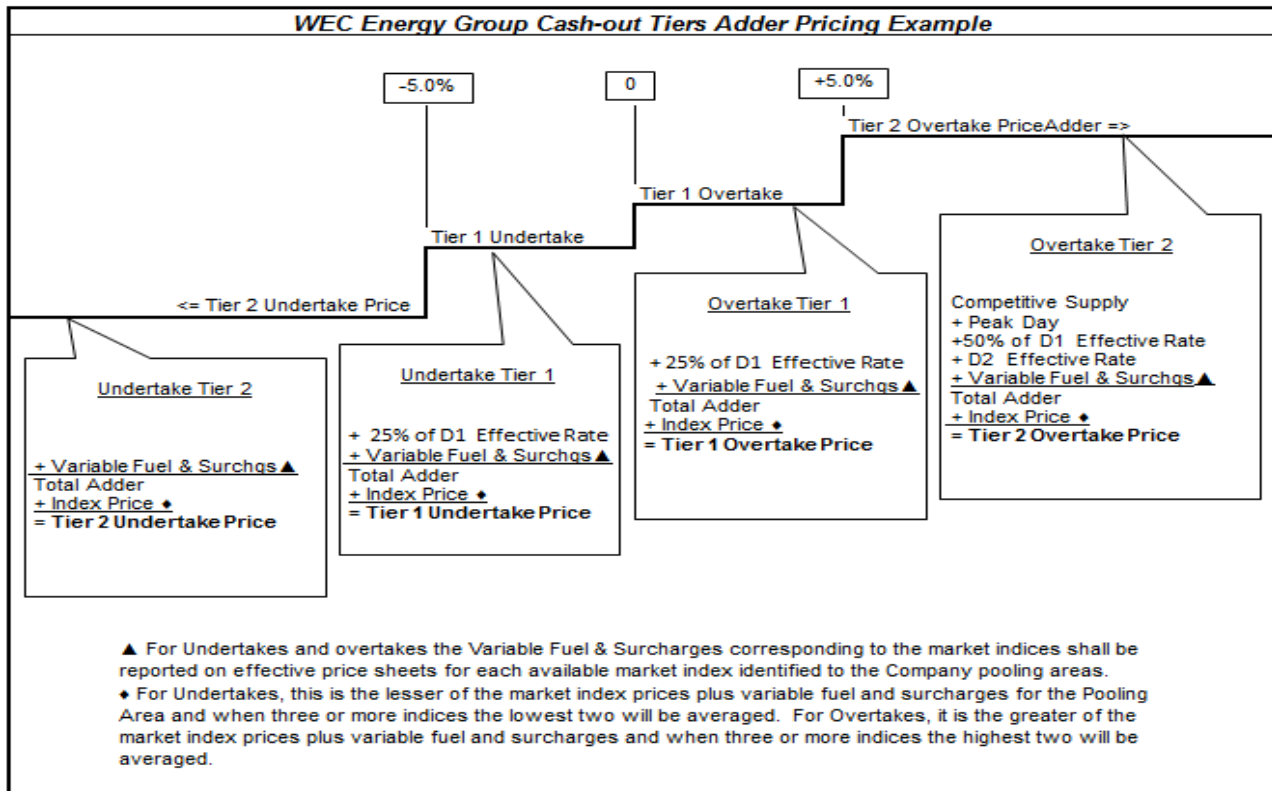 WEC Energy Group Cash-out Tiers Adder Pricing Example
-5.0%
0
+5.0%
Tier 2 Overtake PriceAdder =>
Tier 1 Overtake
Tier 1 Undertake
<= Tier 2 Undertake Price
Undertake Tier 2
+ Variable Fuel & Surchgs▲
Total Adder
+ Index Price ♦
= Tier 2 Undertake Price
Undertake Tier 1
+ 25% of D1 Effective Rate
+ Variable Fuel & Surchgs▲
Total Adder
+ Index Price ♦
= Tier 1 Undertake Price
Overtake Tier 1
+ 25% of D1 Effective Rate
+ Variable Fuel & Surchgs▲
Total Adder
+ Index Price ♦
= Tier 1 Overtake Price
Overtake Tier 2
Competitive Supply
+ Peak Day
+50% of D1 Effective Rate
+ D2 Effective Rate
+ Variable Fuel & Surchgs▲
Total Adder
+ Index Price ♦
= Tier 2 Overtake Price
▲ For Undertakes and overtakes the Variable Fuel & Surcharges corresponding to the market indices shall be
reported on effective price sheets for each available market index identified to the Company pooling areas.
♦ For Undertakes, this is the lesser of the market index prices plus variable fuel and surcharges for the Pooling
Area and when three or more indices the lowest two will be averaged. For Overtakes, it is the greater of the
market index prices plus variable fuel and surcharges and when three or more indices the highest two will be
averaged.